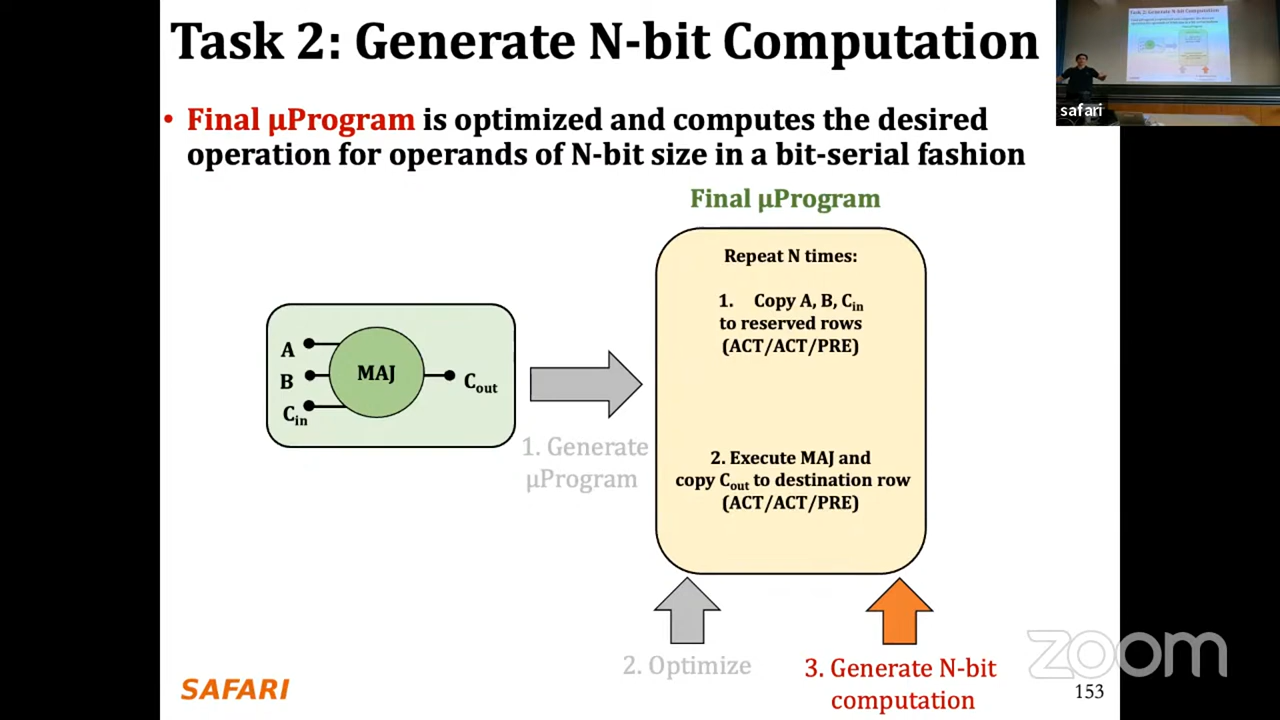 Task 2: Generate N-bit Computation
• Final µProgram is optimized and computes the desired
operation for operands of N-bit size in a bit-serial fashion
safari
Final µProgram
Repeat N times:
1. Copy A, B, Cin
to reserved rows
(ACT/ACT/PRE)
A
B
Cin
MAJ
Cout
1. Generate
µProgram
2. Execute MAJ and
copy Cout to destination row
(ACT/ACT/PRE)
2. Optimize
3. Generate N-bit
computation
SAFARI
zoom
153